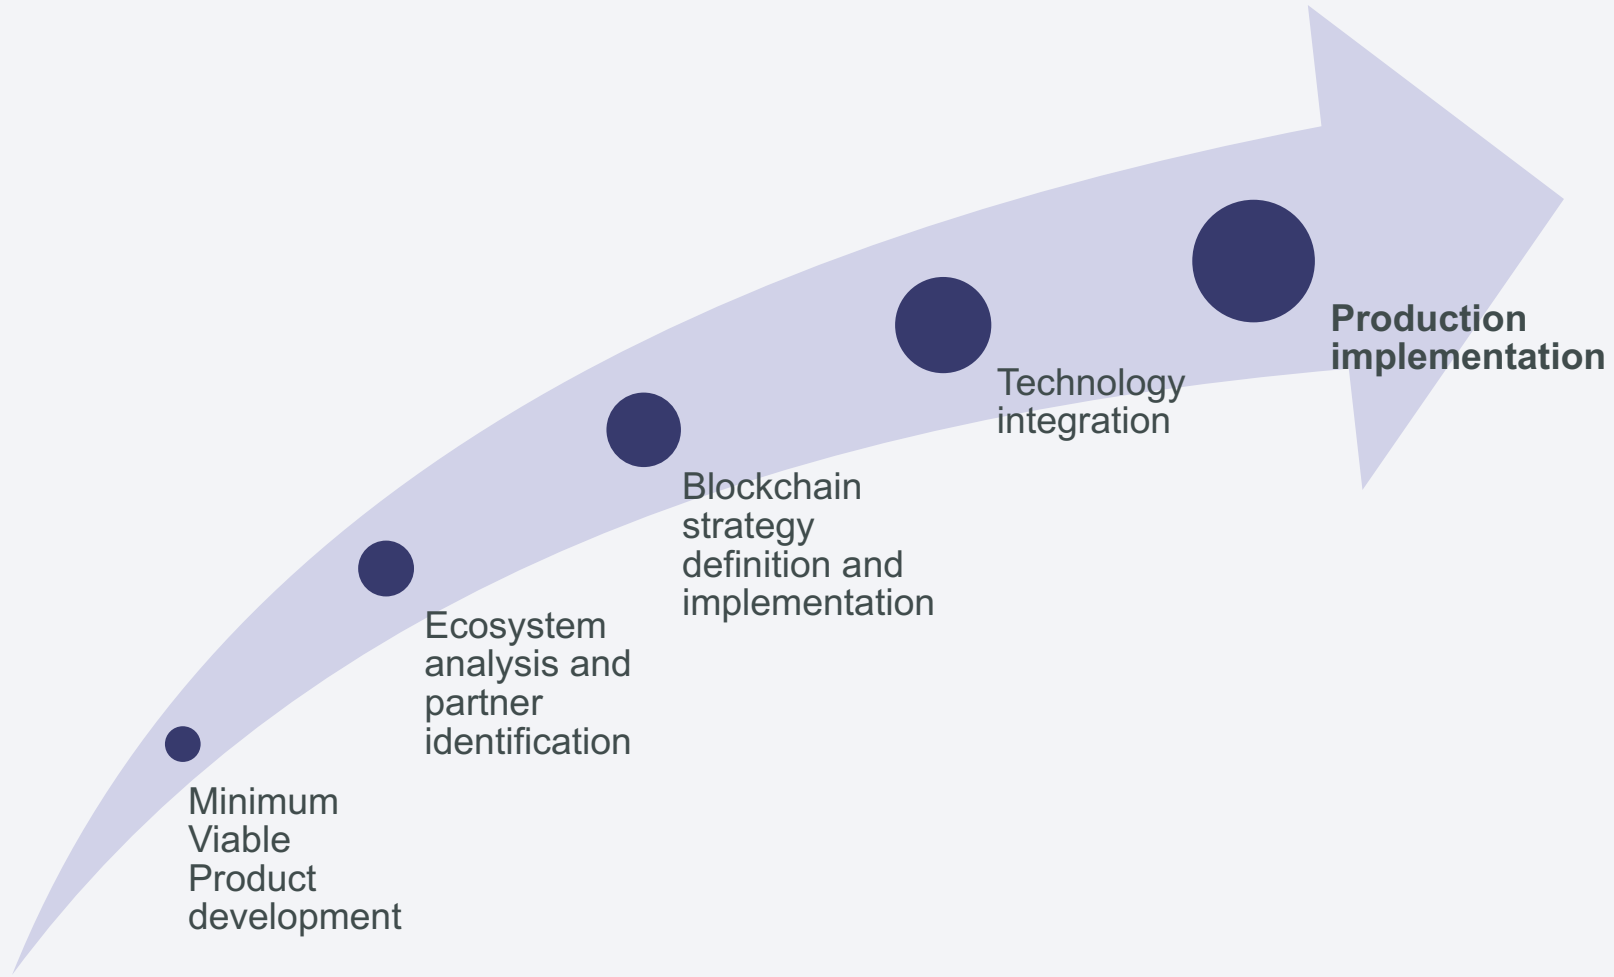 Minimum
Viable
Product
development
Ecosystem
analysis and
partner
identification
Blockchain
strategy
definition and
implementation
Technology
integration
Production
implementation